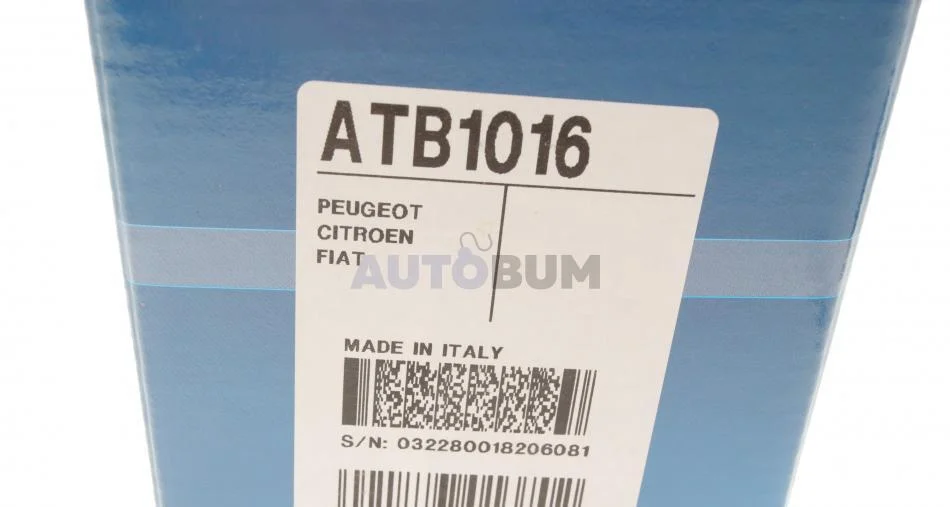 ATB1016
PEUGEOT
CITROEN
FIAT
AUTOBUM
MADE IN ITALY
S/N: 032280018206081